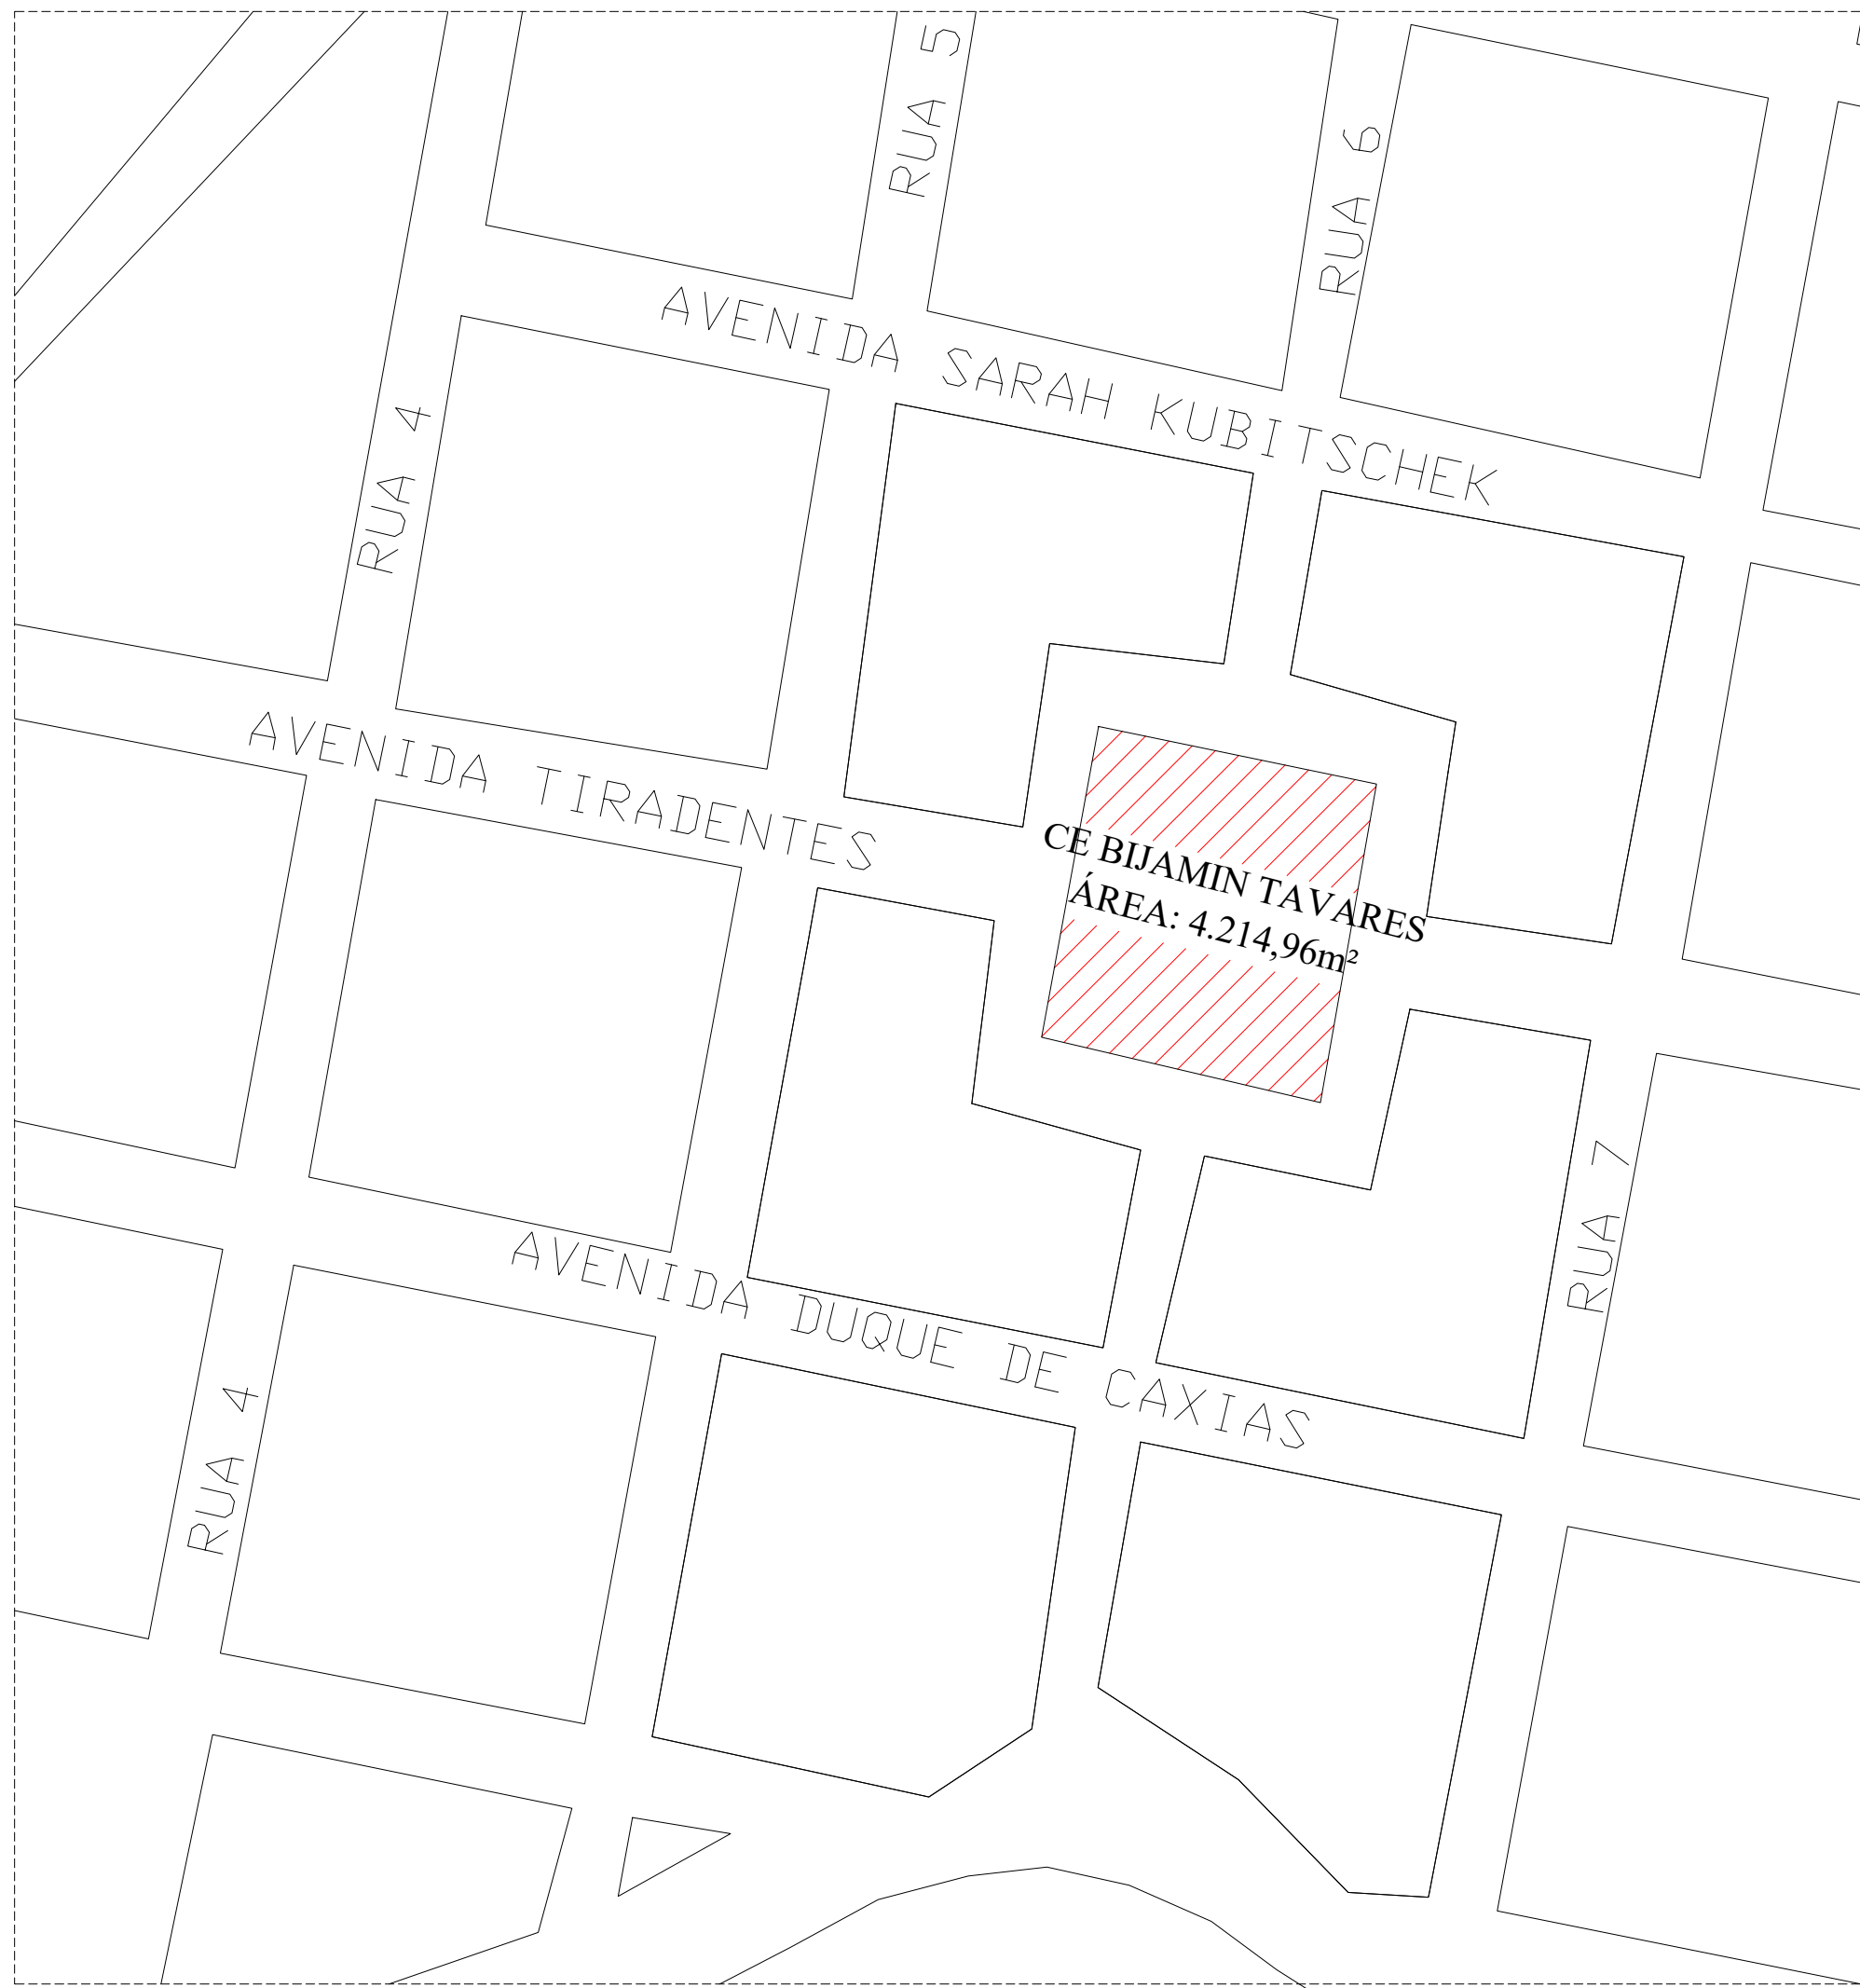 RUA 5
RUA 6
AVENIDA SARAH KUBITSCHEK
RUA 4
AVENIDA TIRADENTES
CE BIJAMIN TAVARES
ÁREA: 4.214,96m²
RUA 7
AVENIDA DUQUE DE CAXIAS
RUA 4